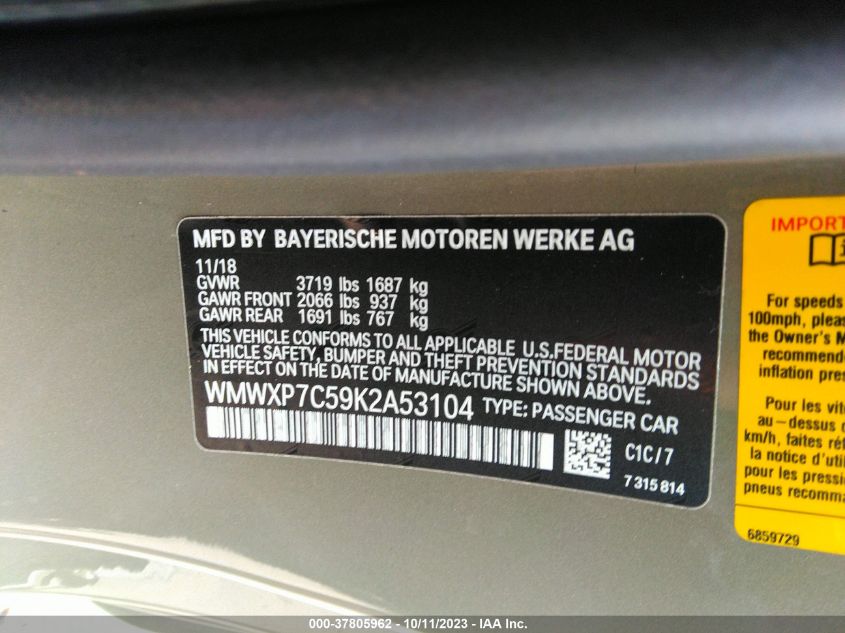 MFD BY BAYERISCHE MOTOREN WERKE AG
11/18
GVWR 3719 lbs 1687 kg
GAWR FRONT 2066 lbs 937 kg
GAWR REAR 1691 lbs 767 kg
THIS VEHICLE CONFORMS TO ALL APPLICABLE U.S.FEDERAL MOTOR
VEHICLE SAFETY, BUMPER AND THEFT PREVENTION STANDARDS
IN EFFECT ON THE DATE OF MANUFACTURE SHOWN ABOVE.
WMWXP7C59K2A53104 TYPE: PASSENGER CAR
C1C/7
7 315 814
IMPORT
For speeds
100mph, pleas
the Owner's M
recommende
inflation pres
Pour les
au-dessus d
km/h, faites réf
la notice d'util
pour les pressi
pneus recomma
6859729
000-37805962 - 10/11/2023 - IAA Inc.